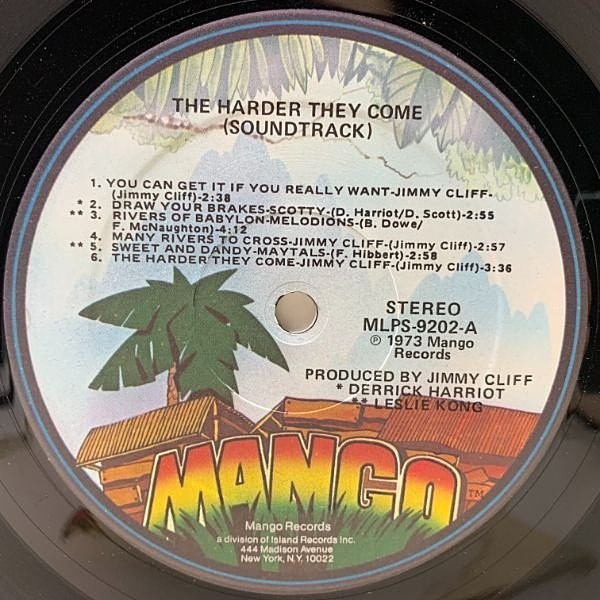 THE HARDER THEY COME
(SOUNDTRACK)
1. YOU CAN GET IT IF YOU REALLY WANT-JIMMY CLIFF-
(Jimmy Cliff)-2:38
* 2. DRAW YOUR BRAKES-SCOTTY-(D. Harriot/D. Scott)-2:55
** 3. RIVERS OF BABYLON-MELODIONS-(B. Dowe/
F. McNaughton)-4:12
4. MANY RIVERS TO CROSS-JIMMY CLIFF-(Jimmy Cliff)-2:57
** 5. SWEET AND DANDY-MAYTALS-(F. Hibbert)-2:58
6. THE HARDER THEY COME-JIMMY CLIFF-(Jimmy Cliff)-3:36
STEREO
MLPS-9202-A
℗ 1973 Mango
Records
PRODUCED BY JIMMY CLIFF
* DERRICK HARRIOT
** LESLIE KONG
MANGO TM
Mango Records
a division of Island Records Inc.
444 Madison Avenue
New York, N.Y. 10022